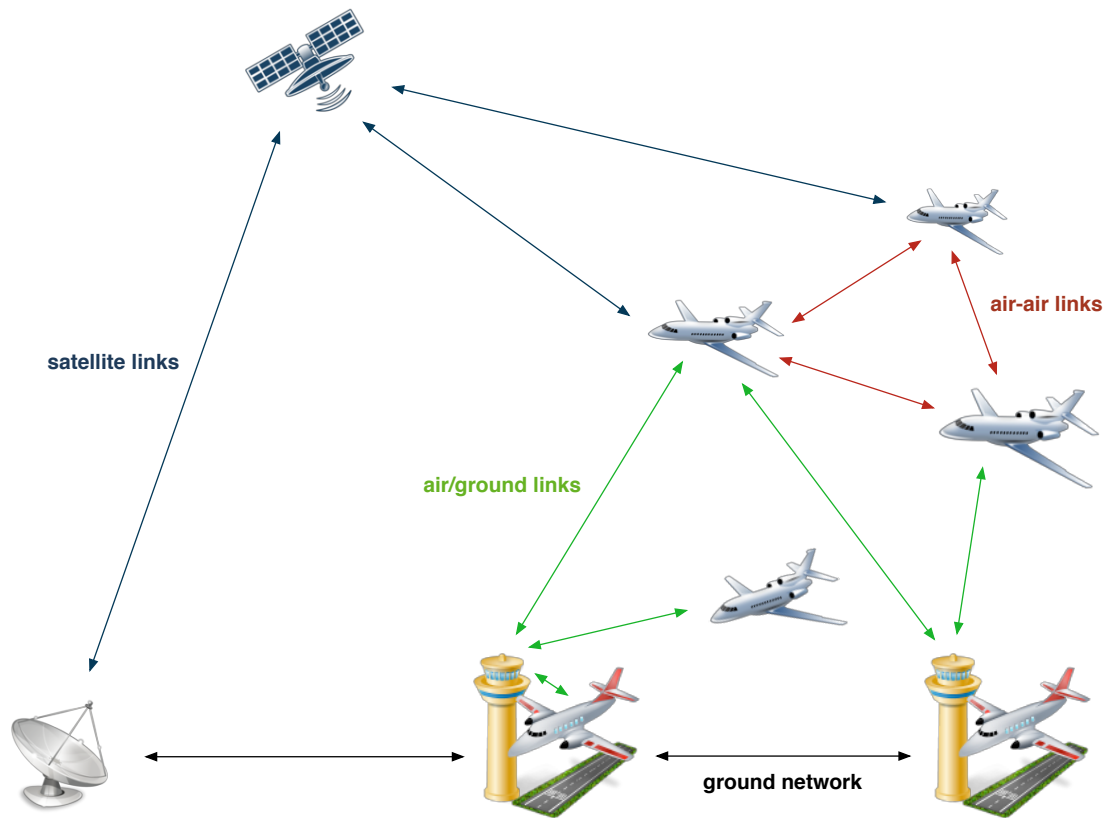 air-air links
satellite links
air/ground links
ground network